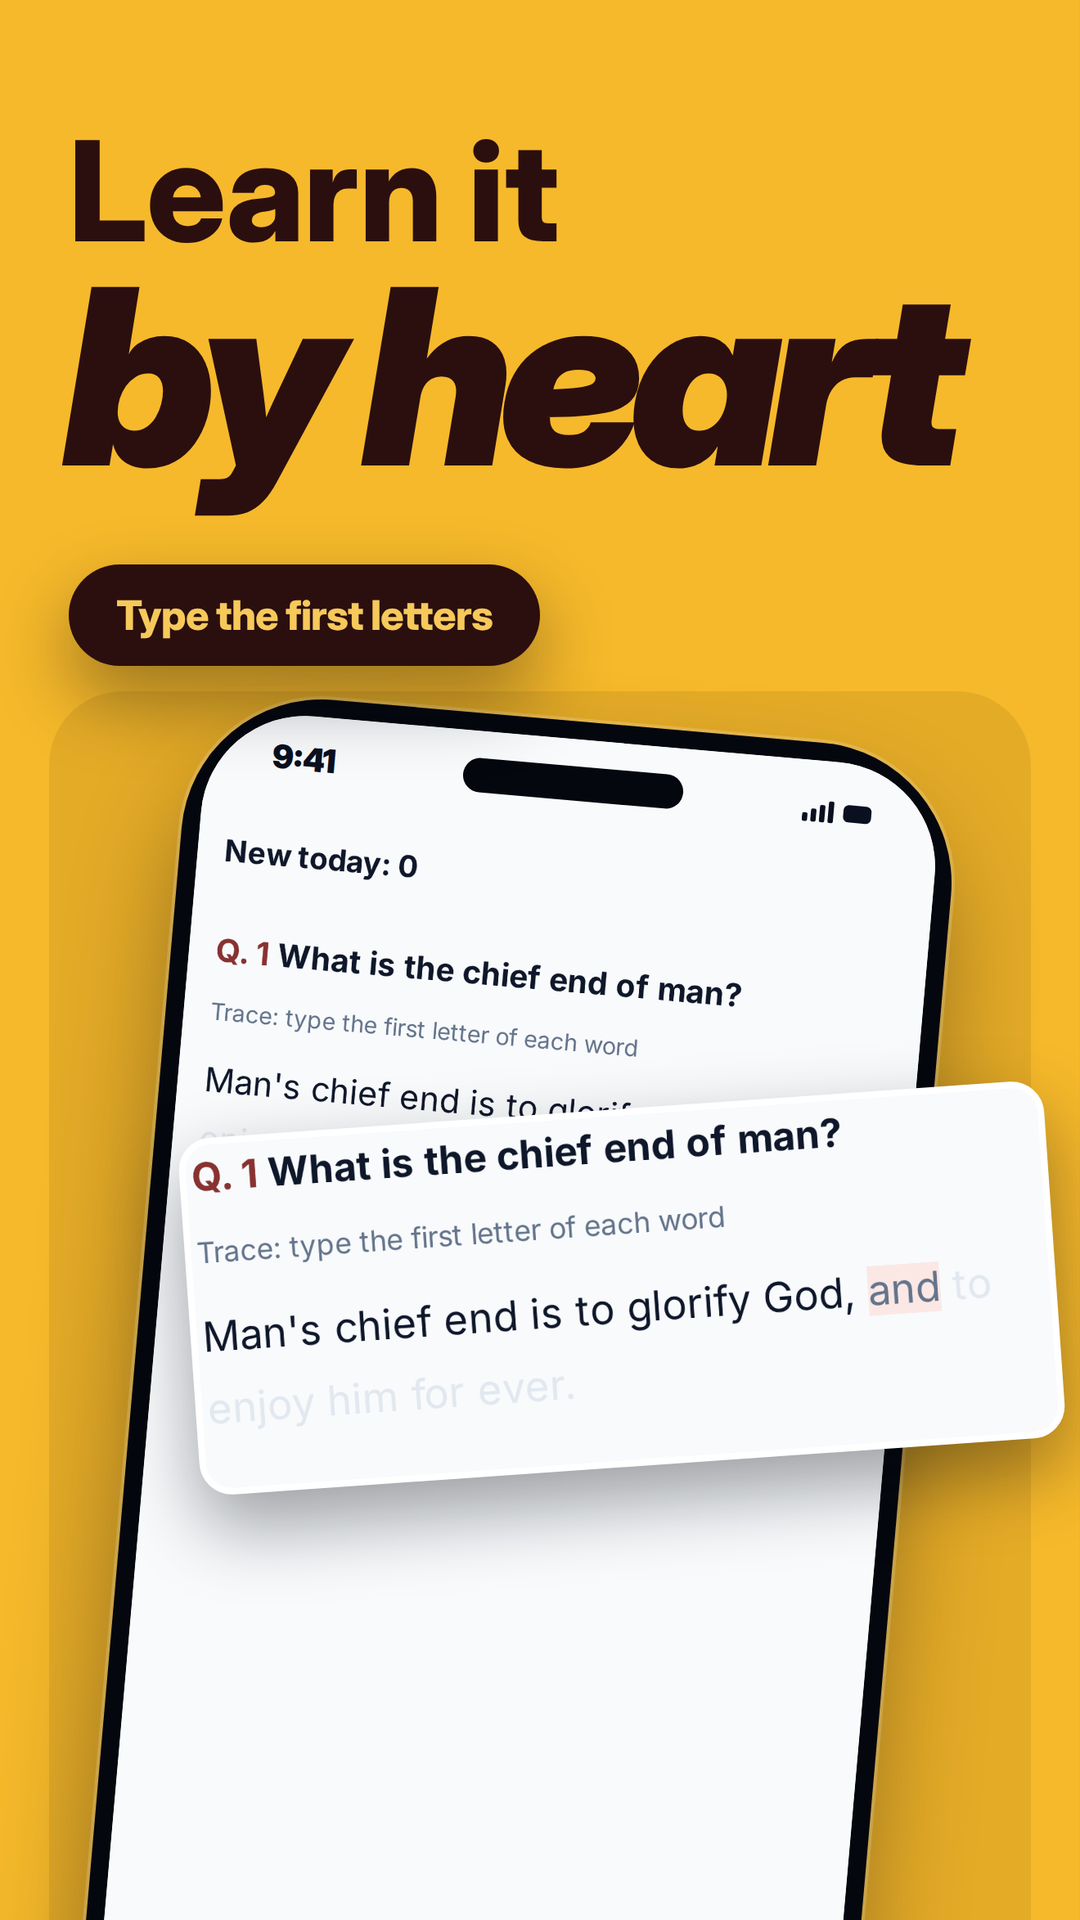 Learn it
by heart
Type the first letters
9:41
New today: 0
Q. 1 What is the chief end of man?
Trace: type the first letter of each word
Man's chief end is to glorify
Q. 1 What is the chief end of man?
Trace: type the first letter of each word
Man's chief end is to glorify God, and to
enjoy him for ever.